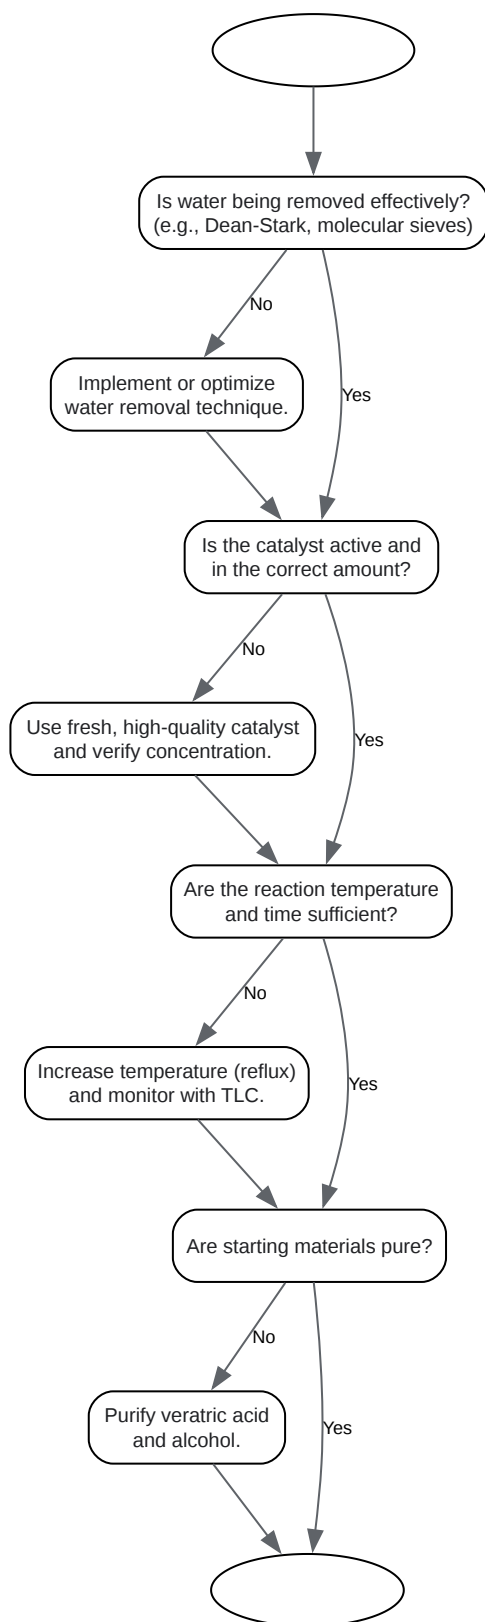 Is water being removed effectively?
(e.g., Dean-Stark, molecular sieves)
No
Yes
Implement or optimize
water removal technique.
Is the catalyst active and
in the correct amount?
No
Yes
Use fresh, high-quality catalyst
and verify concentration.
Are the reaction temperature
and time sufficient?
No
Yes
Increase temperature (reflux)
and monitor with TLC.
Are starting materials pure?
No
Yes
Purify veratric acid
and alcohol.